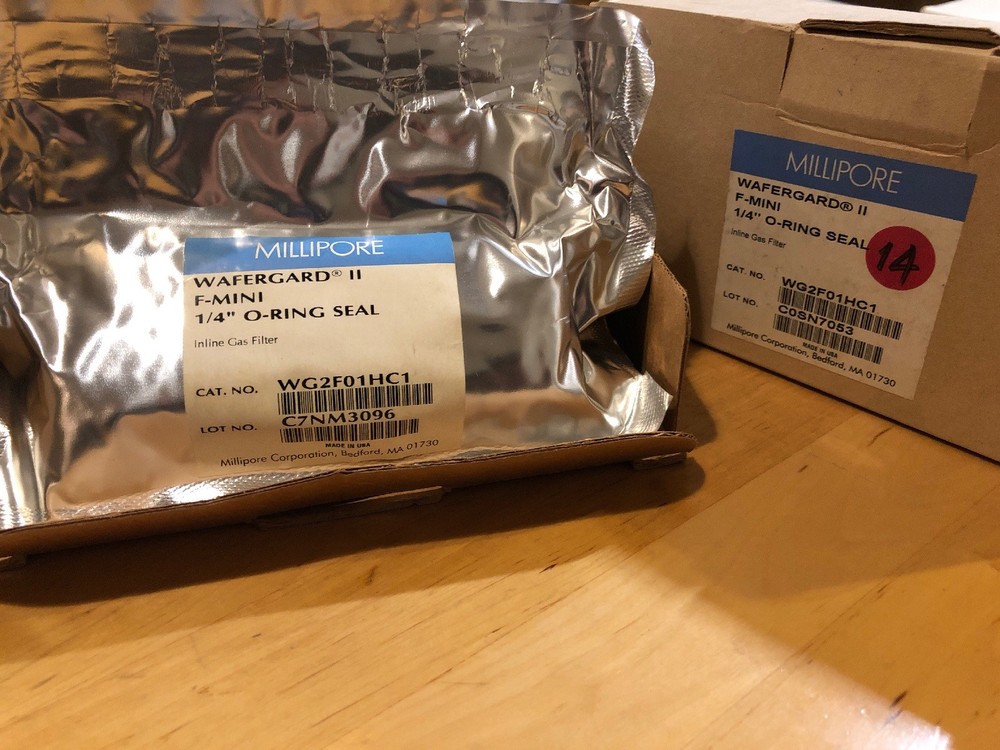 MILLIPORE
WAFERGARD® II
F-MINI
1/4" O-RING SEAL
Inline Gas Filter
CAT. NO. WG2F01HC1
LOT NO. C7NM3096
MADE IN USA
Millipore Corporation, Bedford, MA 01730
MILLIPORE
WAFERGARD® II
F-MINI
1/4" O-RING SEAL
14
Inline Gas Filter
CAT. NO. WG2F01HC1
LOT NO. C0SN7053
MADE IN USA
Millipore Corporation, Bedford, MA 01730